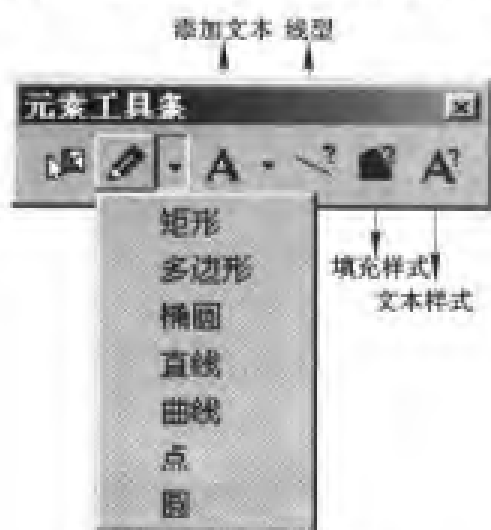 添加文本 线型
元素工具条
A A?
填充样式
文本样式
矩形
多边形
椭圆
直线
曲线
点
圆